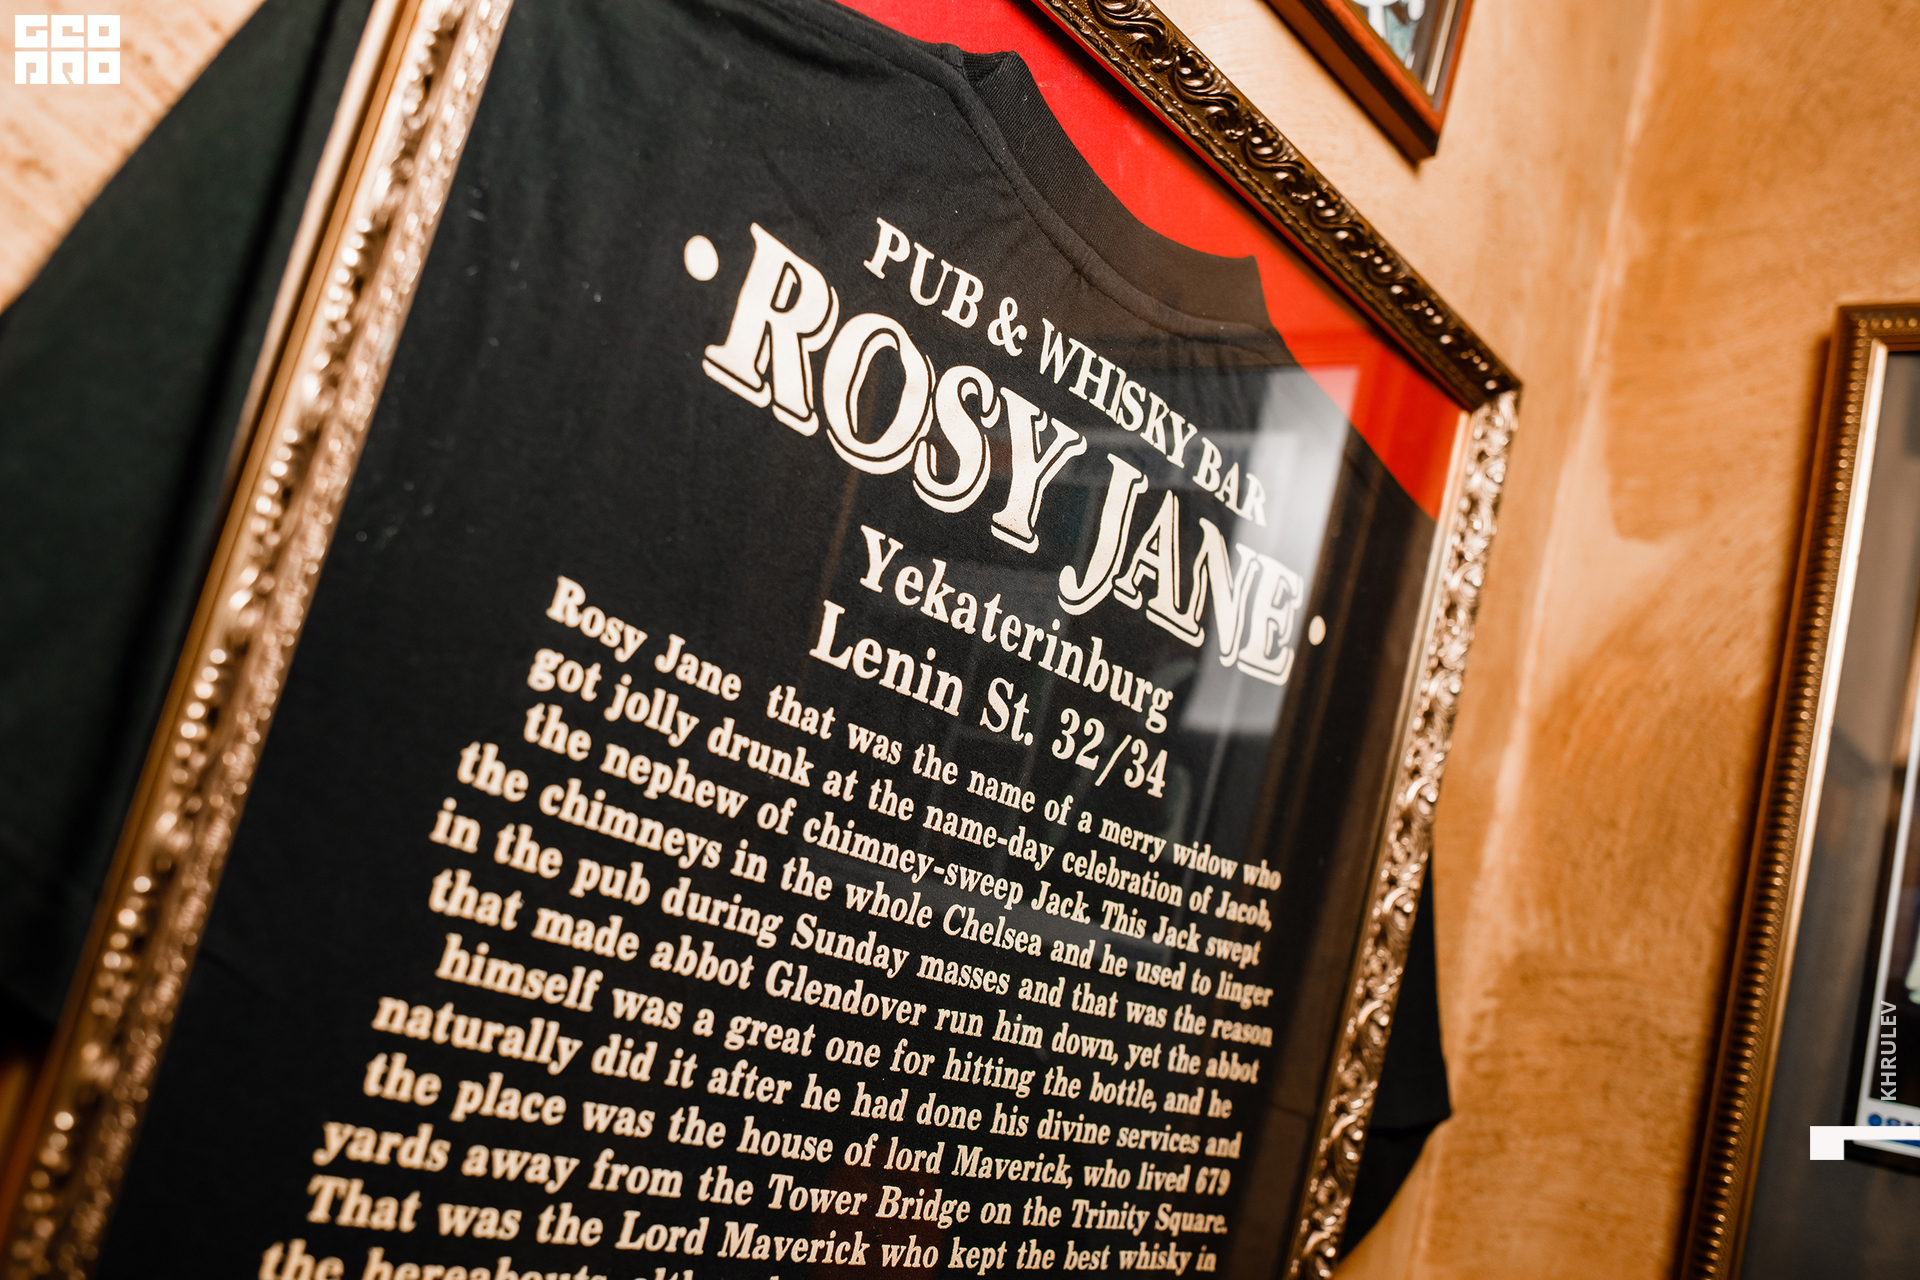 GEO
PRO
PUB & WHISKY BAR
• ROSY JANE •
Yekaterinburg
Lenin St. 32/34
Rosy Jane that was the name of a merry widow who
got jolly drunk at the name-day celebration of Jacob,
the nephew of chimney-sweep Jack. This Jack swept
the chimneys in the whole Chelsea and he used to linger
in the pub during Sunday masses and that was the reason
that made abbot Glendover run him down, yet the abbot
himself was a great one for hitting the bottle, and he
naturally did it after he had done his divine services and
the place was the house of lord Maverick, who lived 679
yards away from the Tower Bridge on the Trinity Square.
That was the Lord Maverick who kept the best whisky in
the hereabouts
KHRULEV